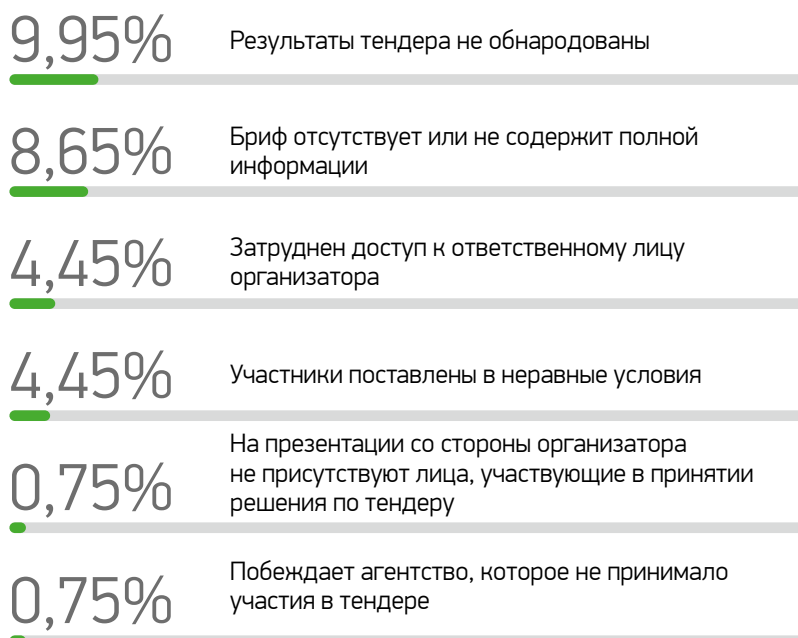 9,95%
Результаты тендера не обнародованы
8,65%
Бриф отсутствует или не содержит полной
информации
4,45%
Затруднен доступ к ответственному лицу
организатора
4,45%
Участники поставлены в неравные условия
0,75%
На презентации со стороны организатора
не присутствуют лица, участвующие в принятии
решения по тендеру
0,75%
Побеждает агентство, которое не принимало
участия в тендере